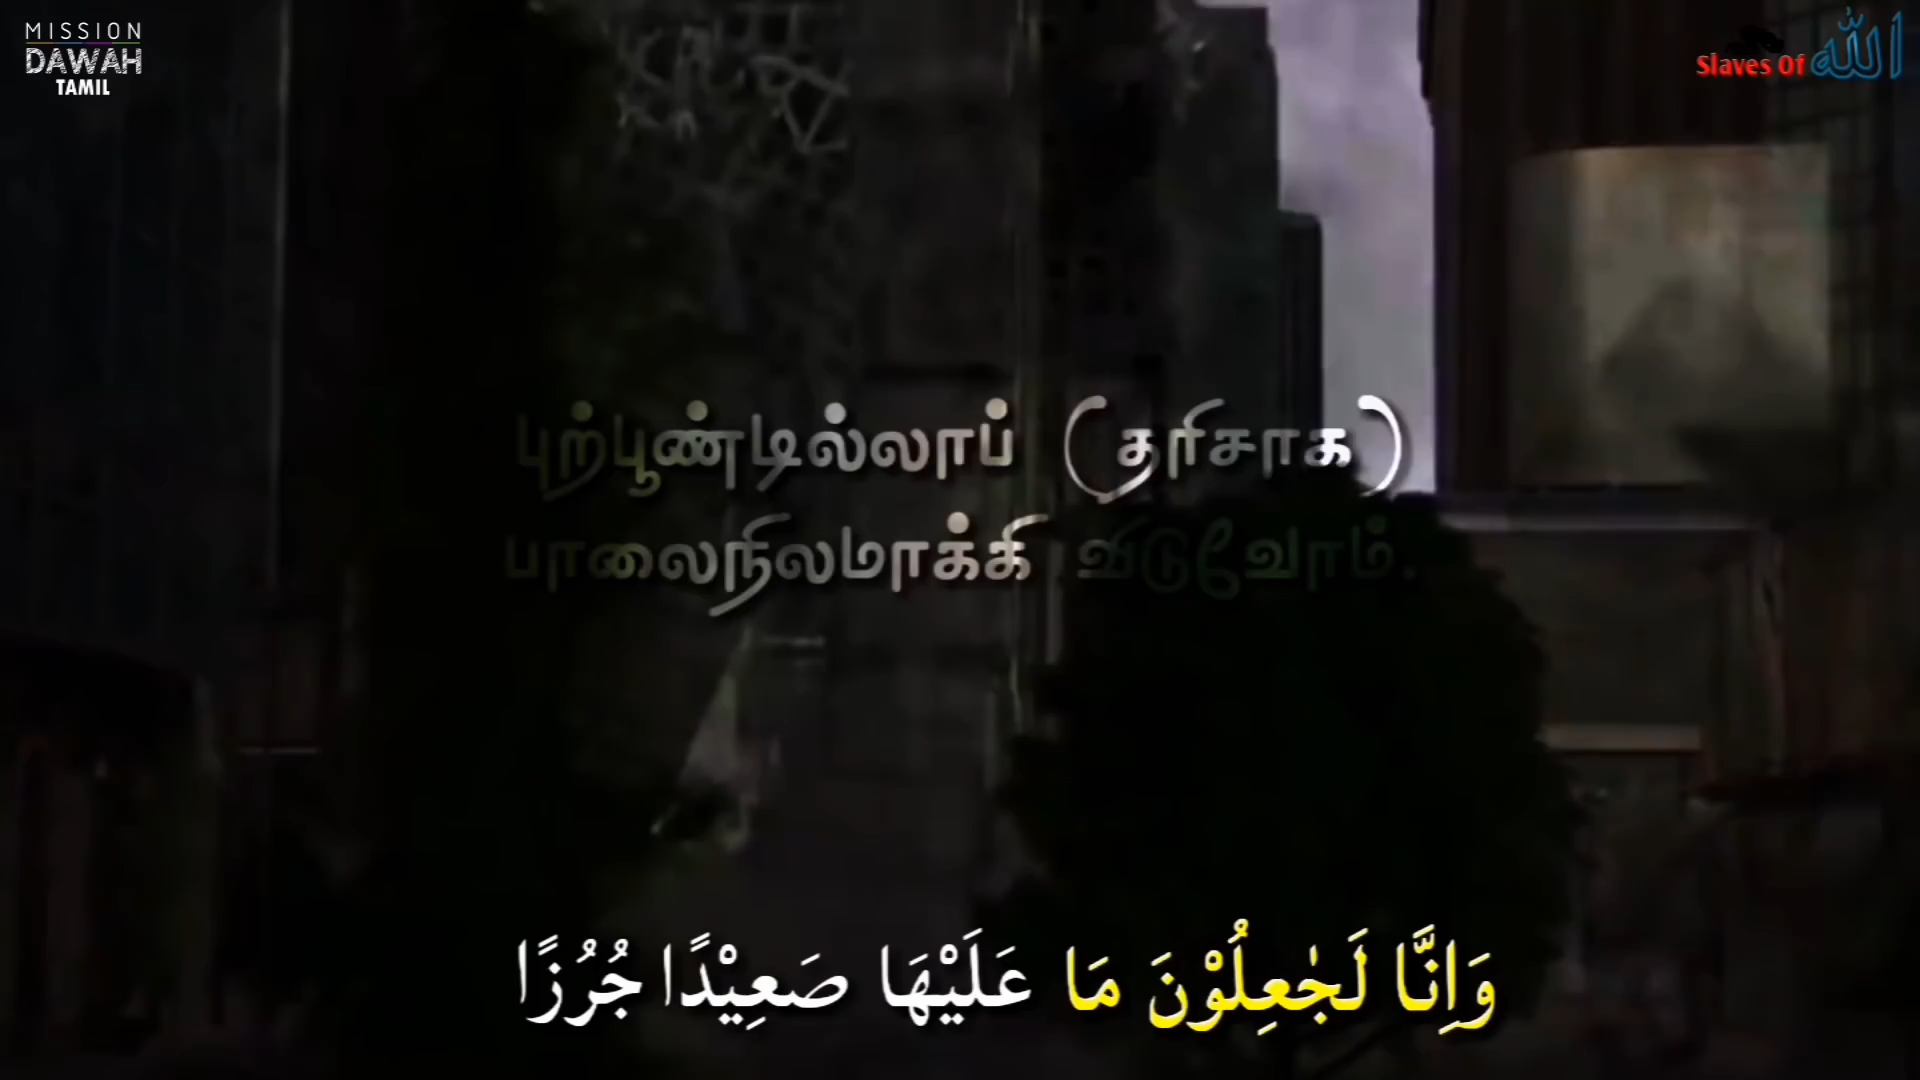 MISSION
DAWAH
TAMIL
Slaves Of الله
புற்பூண்டில்லாப் (தரிசாக)
பாலைநிலமாக்கி விடுவோம்.
وَاِنَّا لَجٰعِلُوْنَ مَا عَلَيْهَا صَعِيْدًا جُرُزًا